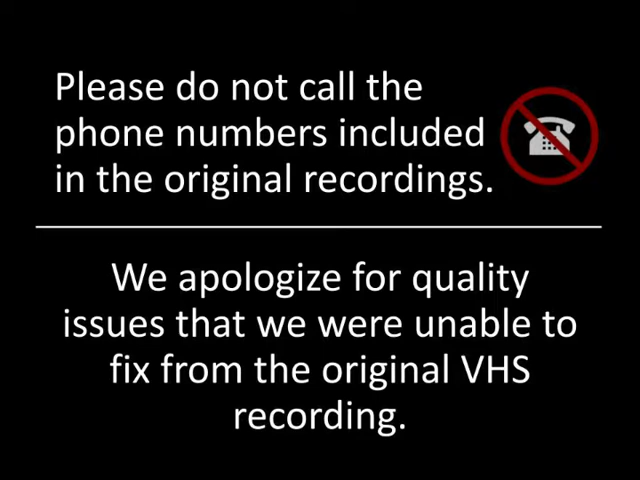 Please do not call the
phone numbers included
in the original recordings.
We apologize for quality
issues that we were unable to
fix from the original VHS
recording.